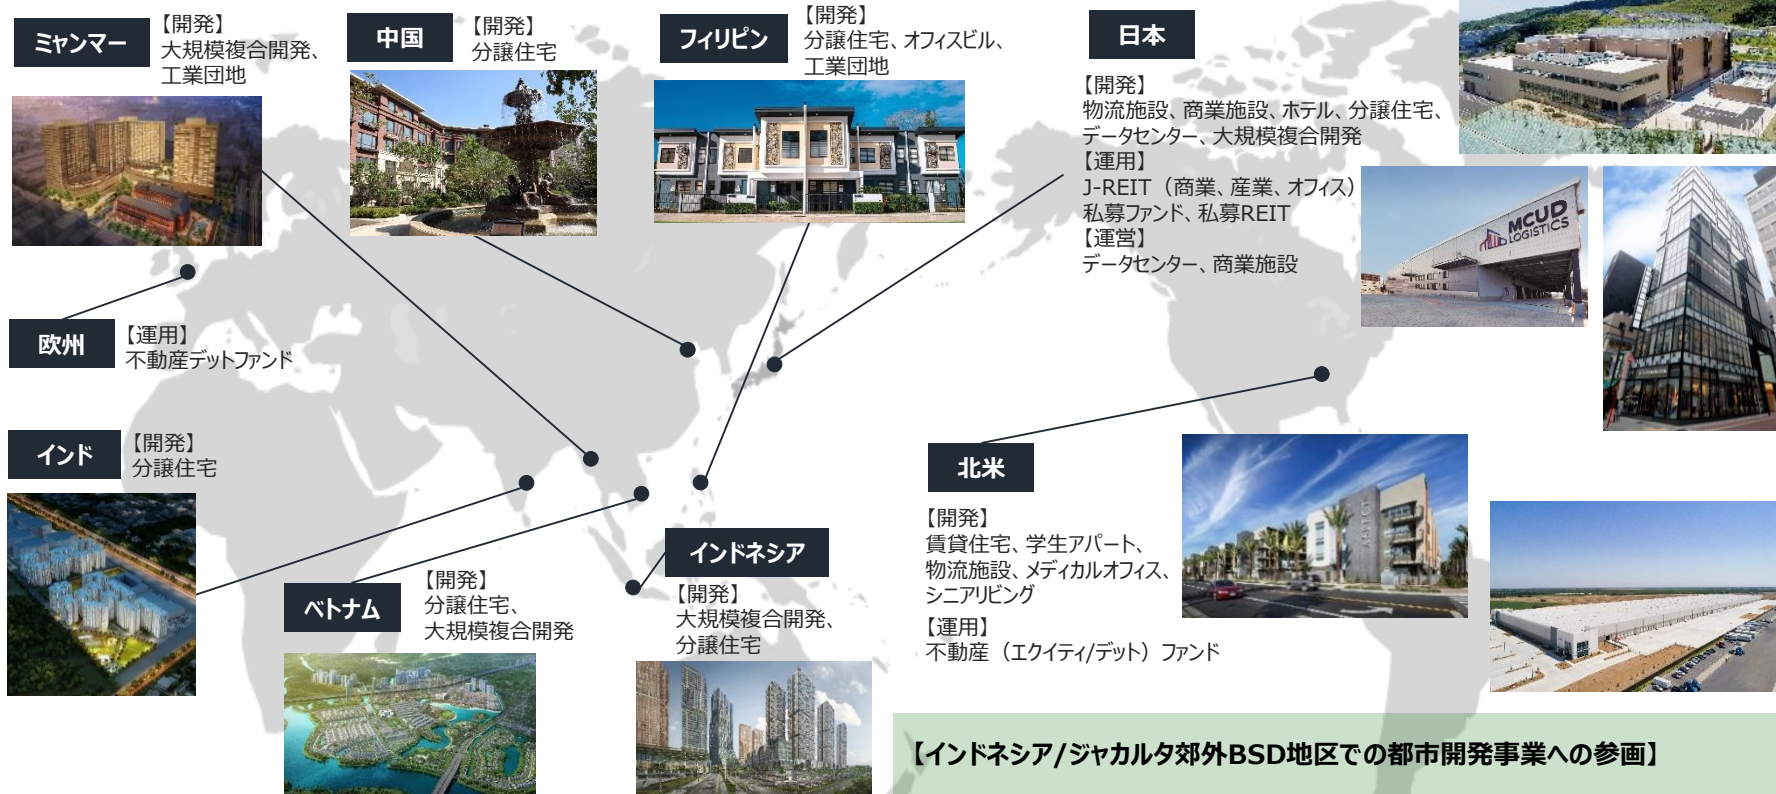 ミャンマー
【開発】
大規模複合開発、
工業団地
中国
【開発】
分譲住宅
フィリピン
【開発】
分譲住宅、オフィスビル、
工業団地
日本
【開発】
物流施設、商業施設、ホテル、分譲住宅、
データセンター、大規模複合開発
【運用】
J-REIT（商業、産業、オフィス）
私募ファンド、私募REIT
【運営】
データセンター、商業施設
MCUD
LOGISTICS
欧州
【運用】
不動産デットファンド
インド
【開発】
分譲住宅
ベトナム
【開発】
分譲住宅、
大規模複合開発
インドネシア
【開発】
大規模複合開発、
分譲住宅
北米
【開発】
賃貸住宅、学生アパート、
物流施設、メディカルオフィス、
シニアリビング
【運用】
不動産（エクイティ/デット）ファンド
【インドネシア/ジャカルタ郊外BSD地区での都市開発事業への参画】